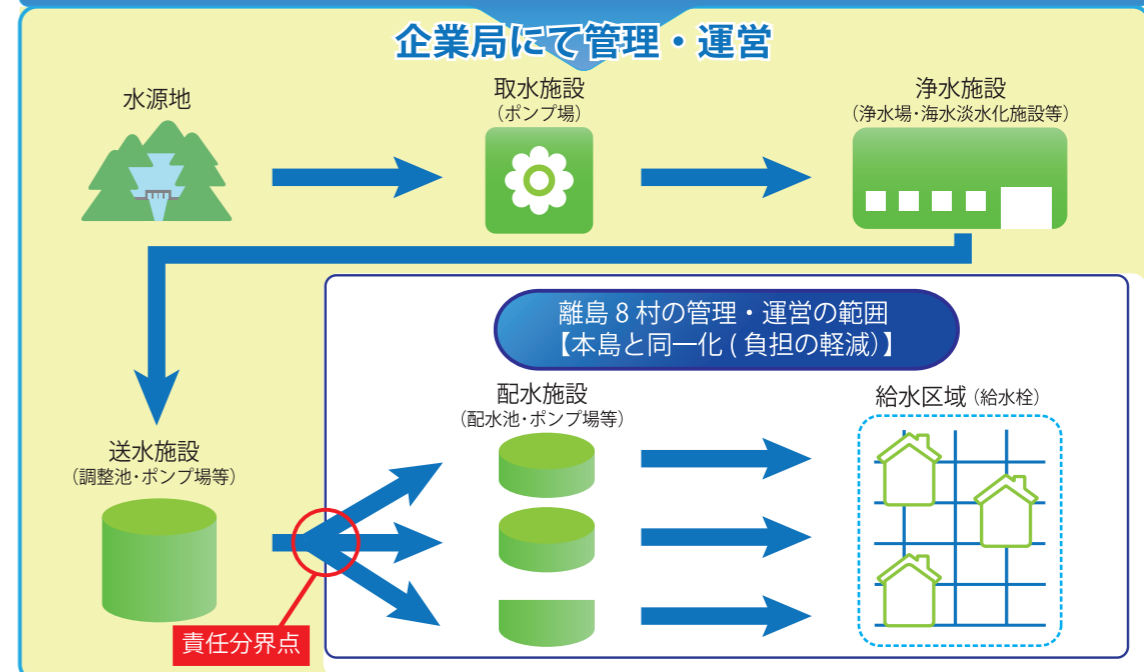 企業局にて管理・運営
水源地
取水施設
（ポンプ場）
浄水施設
（浄水場・海水淡水化施設等）
離島８村の管理・運営の範囲
【本島と同一化（負担の軽減）】
配水施設
（配水池・ポンプ場等）
給水区域（給水栓）
送水施設
（調整池・ポンプ場等）
責任分界点